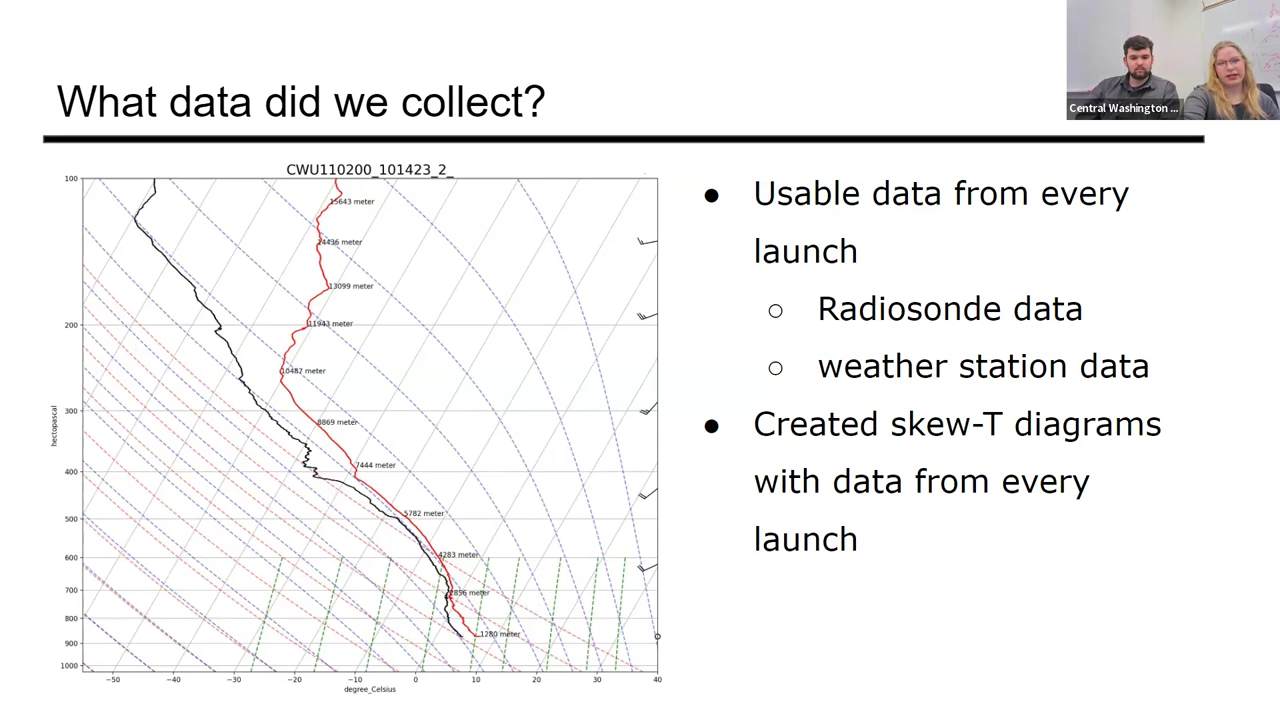 Central Washington ...
What data did we collect?
CWU110200_101423_2_
100
200
300
400
500
600
700
800
900
1000
hectopascal
15643 meter
14436 meter
13099 meter
11943 meter
10487 meter
8869 meter
7444 meter
5782 meter
4283 meter
2856 meter
1280 meter
−50
−40
−30
−20
−10
0
10
20
30
40
degree_Celsius
● Usable data from every
launch
○ Radiosonde data
○ weather station data
● Created skew-T diagrams
with data from every
launch